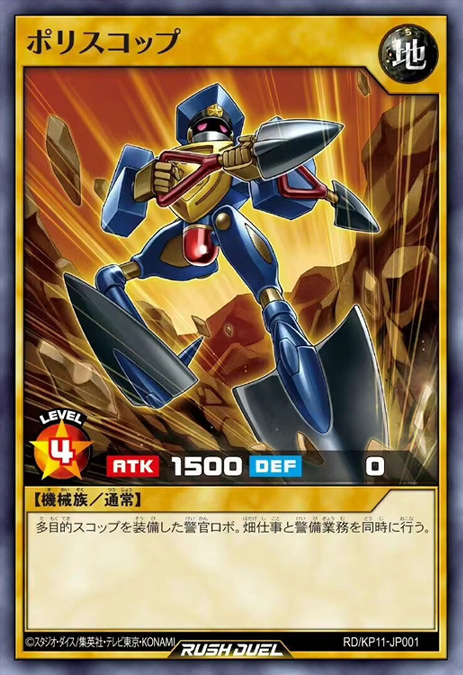 ポリスコップ
地
LEVEL
4
ATK 1500 DEF 0
【機械族／通常】
多目的スコップを装備した警官ロボ。畑仕事と警備業務を同時に行う。
©スタジオ・ダイス/集英社・テレビ東京・KONAMI
RUSH DUEL
RD/KP11-JP001